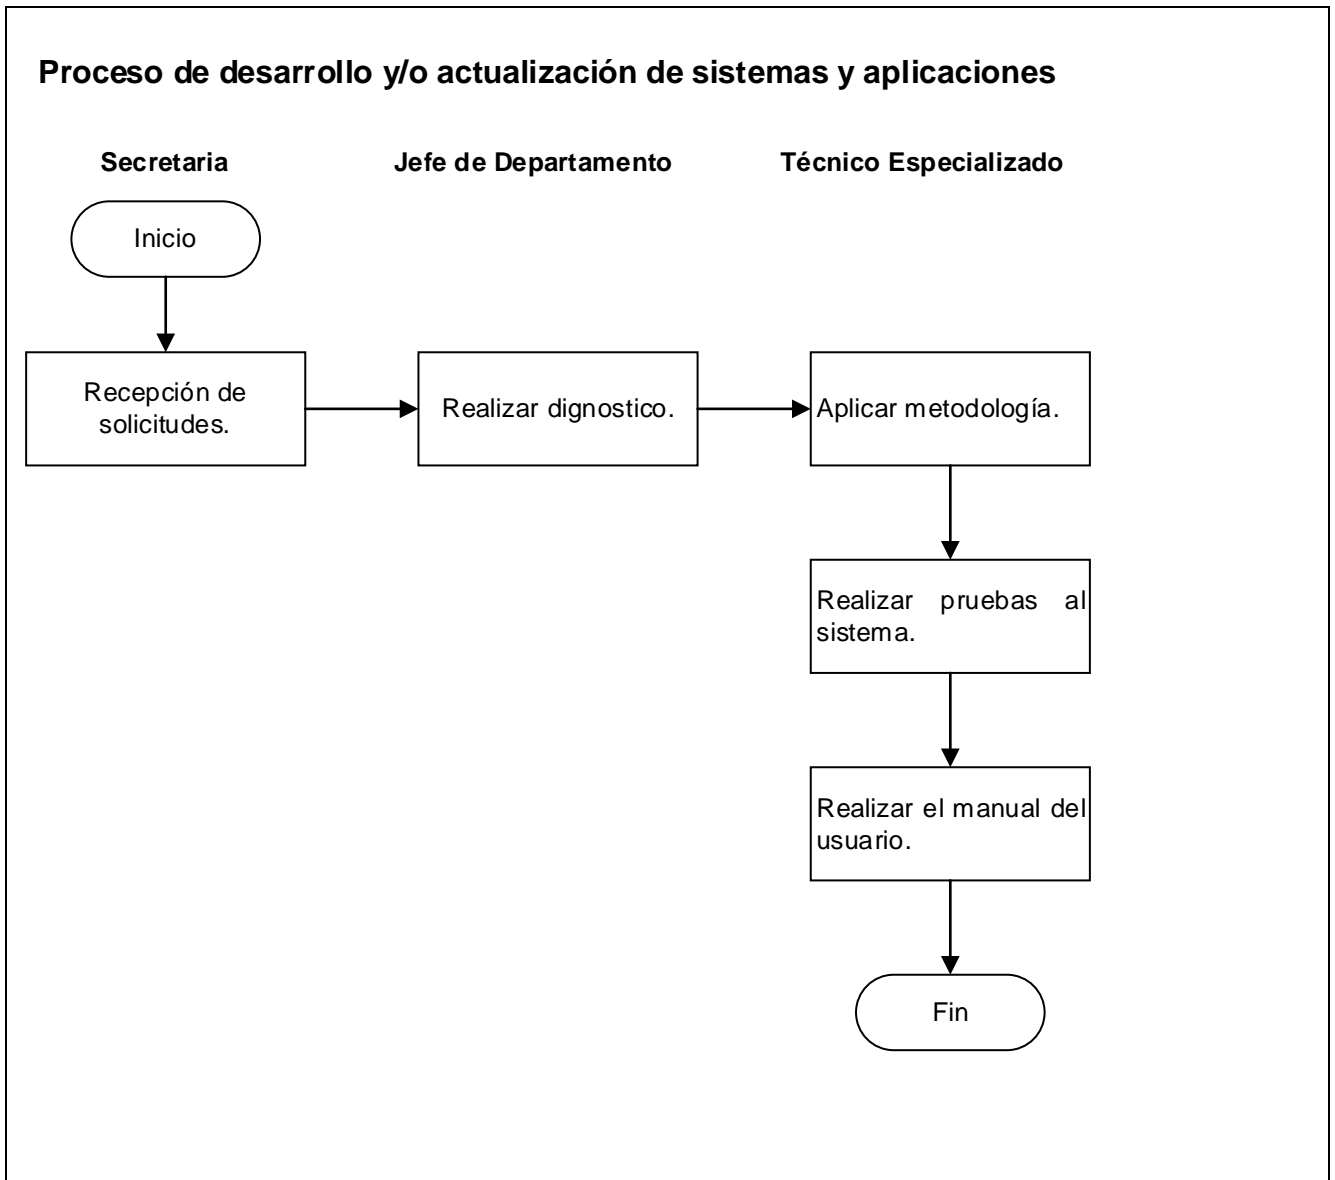 Proceso de desarrollo y/o actualización de sistemas y aplicaciones
Secretaria
Jefe de Departamento
Técnico Especializado
Inicio
Recepción de
solicitudes.
Realizar dignostico.
Aplicar metodología.
Realizar pruebas al
sistema.
Realizar el manual del
usuario.
Fin